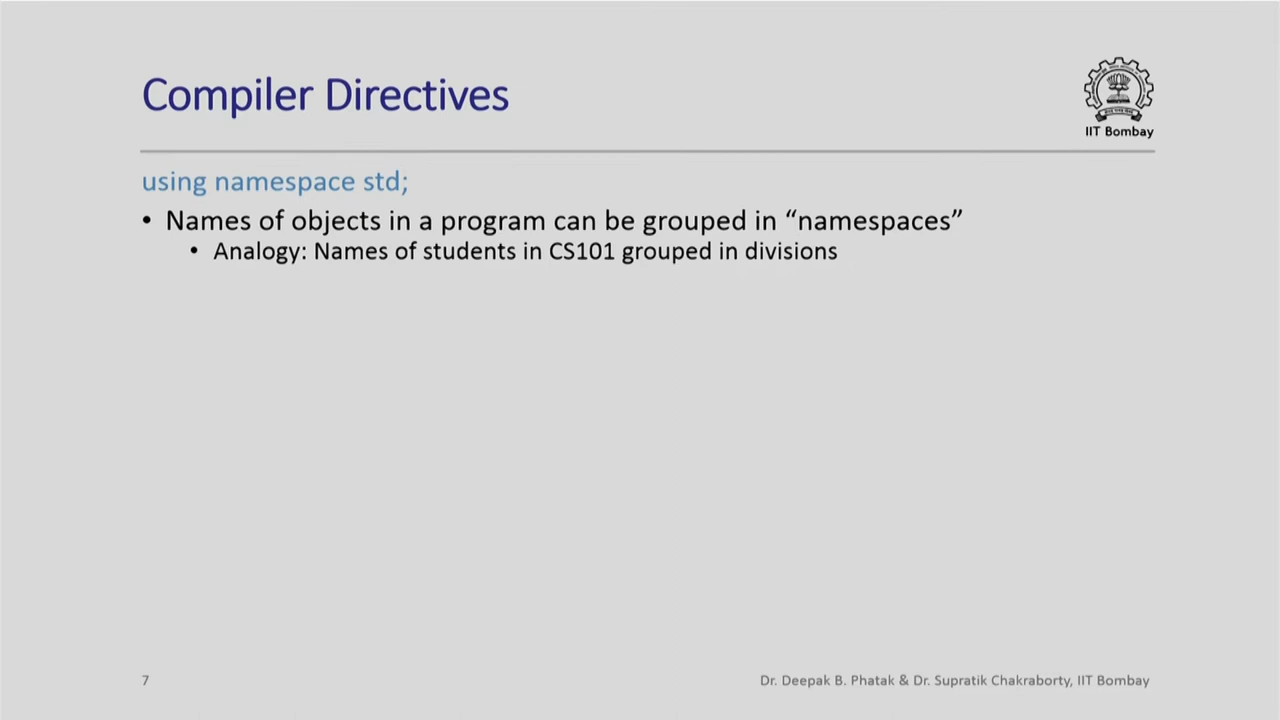 Compiler Directives
IIT Bombay
using namespace std;
• Names of objects in a program can be grouped in “namespaces”
• Analogy: Names of students in CS101 grouped in divisions
7
Dr. Deepak B. Phatak & Dr. Supratik Chakraborty, IIT Bombay